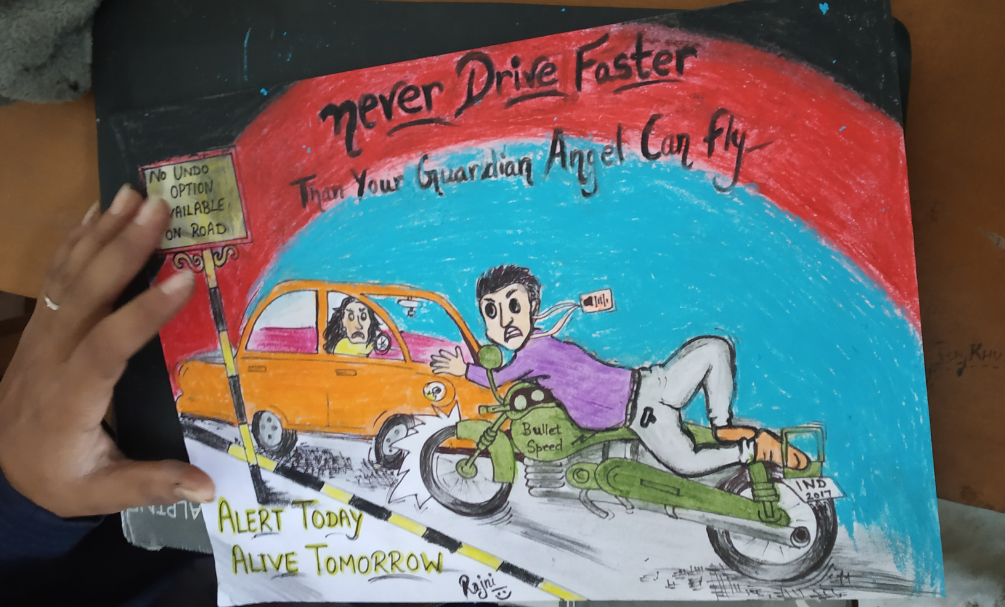 never Drive Faster
Than Your Guardian Angel Can fly
NO UNDO
OPTION
VAILABLE
ON ROAD
Bullet
Speed
IND
2017
ALERT TODAY
ALIVE TOMORROW
Rajni